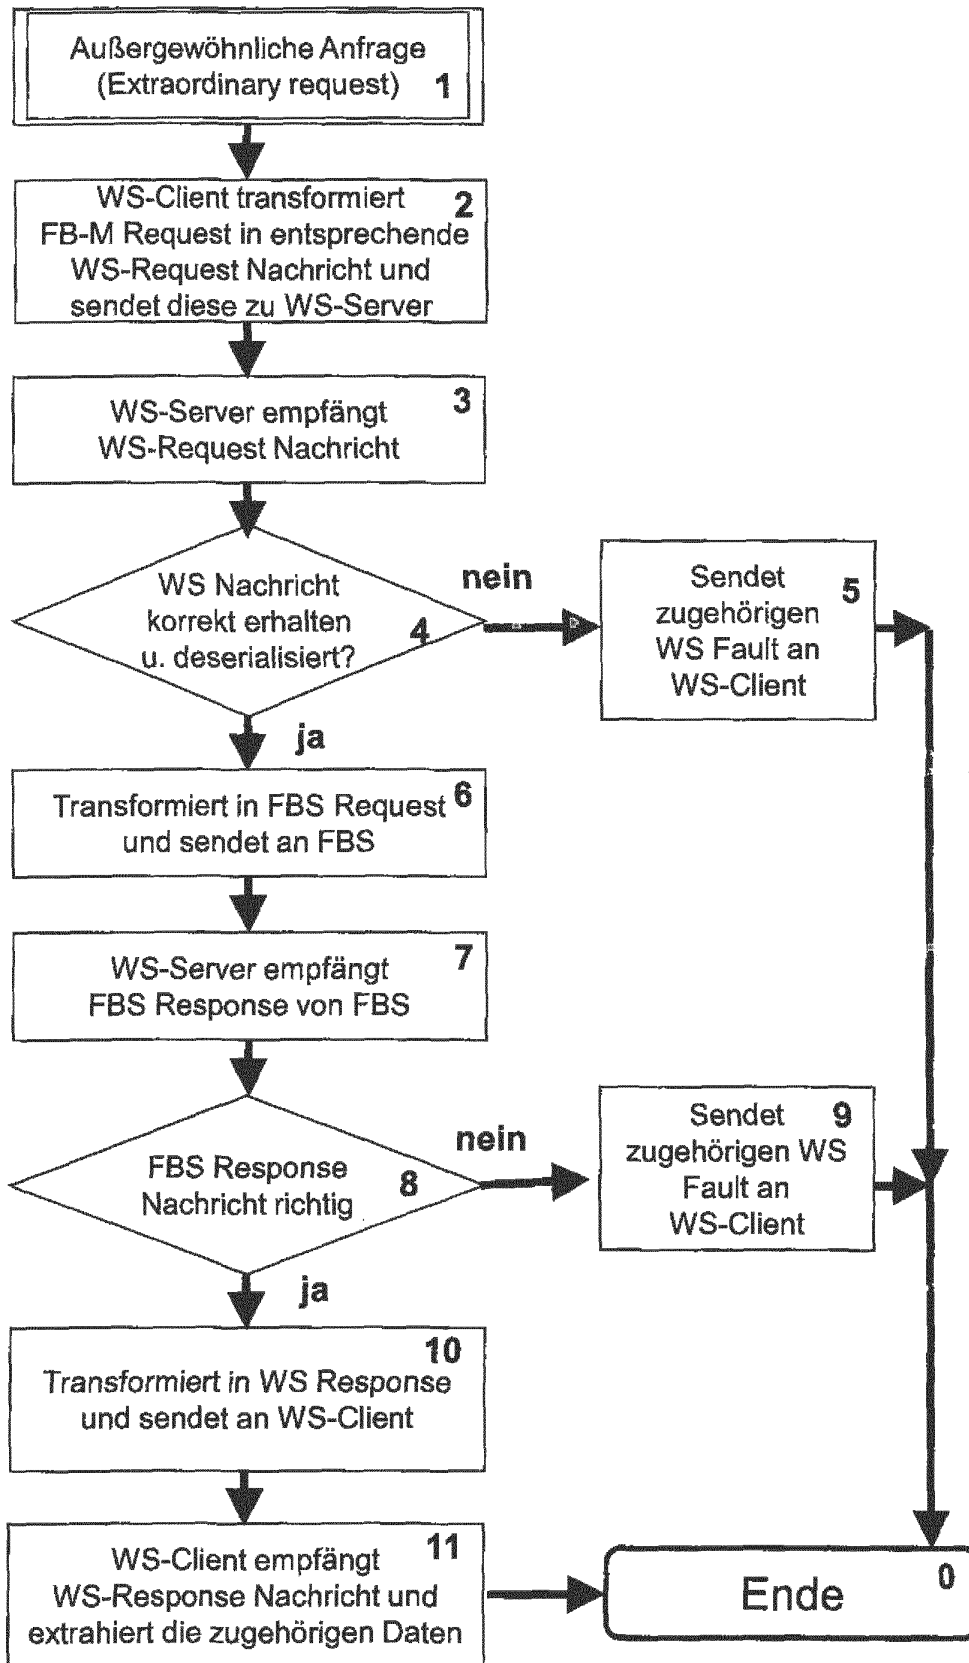 Außergewöhnliche Anfrage
(Extraordinary request) 1
WS-Client transformiert 2
FB-M Request in entsprechende
WS-Request Nachricht und
sendet diese zu WS-Server
WS-Server empfängt 3
WS-Request Nachricht
WS Nachricht
korrekt erhalten 4
u. deserialisiert?
nein
Sendet 5
zugehörigen
WS Fault an
WS-Client
ja
Transformiert in FBS Request 6
und sendet an FBS
WS-Server empfängt 7
FBS Response von FBS
FBS Response 8
Nachricht richtig
nein
Sendet 9
zugehörigen WS
Fault an
WS-Client
ja
10
Transformiert in WS Response
und sendet an WS-Client
WS-Client empfängt 11
WS-Response Nachricht und
extrahiert die zugehörigen Daten
Ende 0